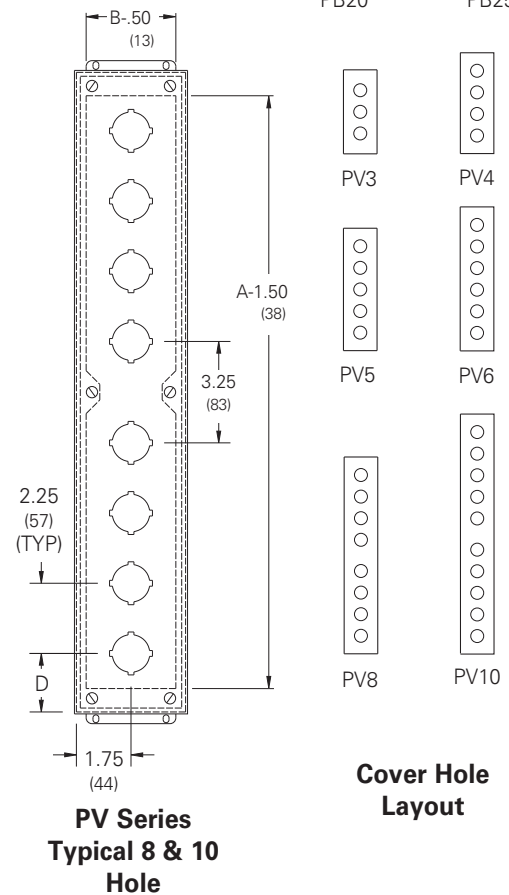 PB20 PB25
B-.50
(13)
PV3 PV4
A-1.50
(38)
3.25
(83)
PV5 PV6
2.25
(57)
(TYP)
D
PV8 PV10
1.75
(44)
Cover Hole
Layout
PV Series
Typical 8 & 10
Hole